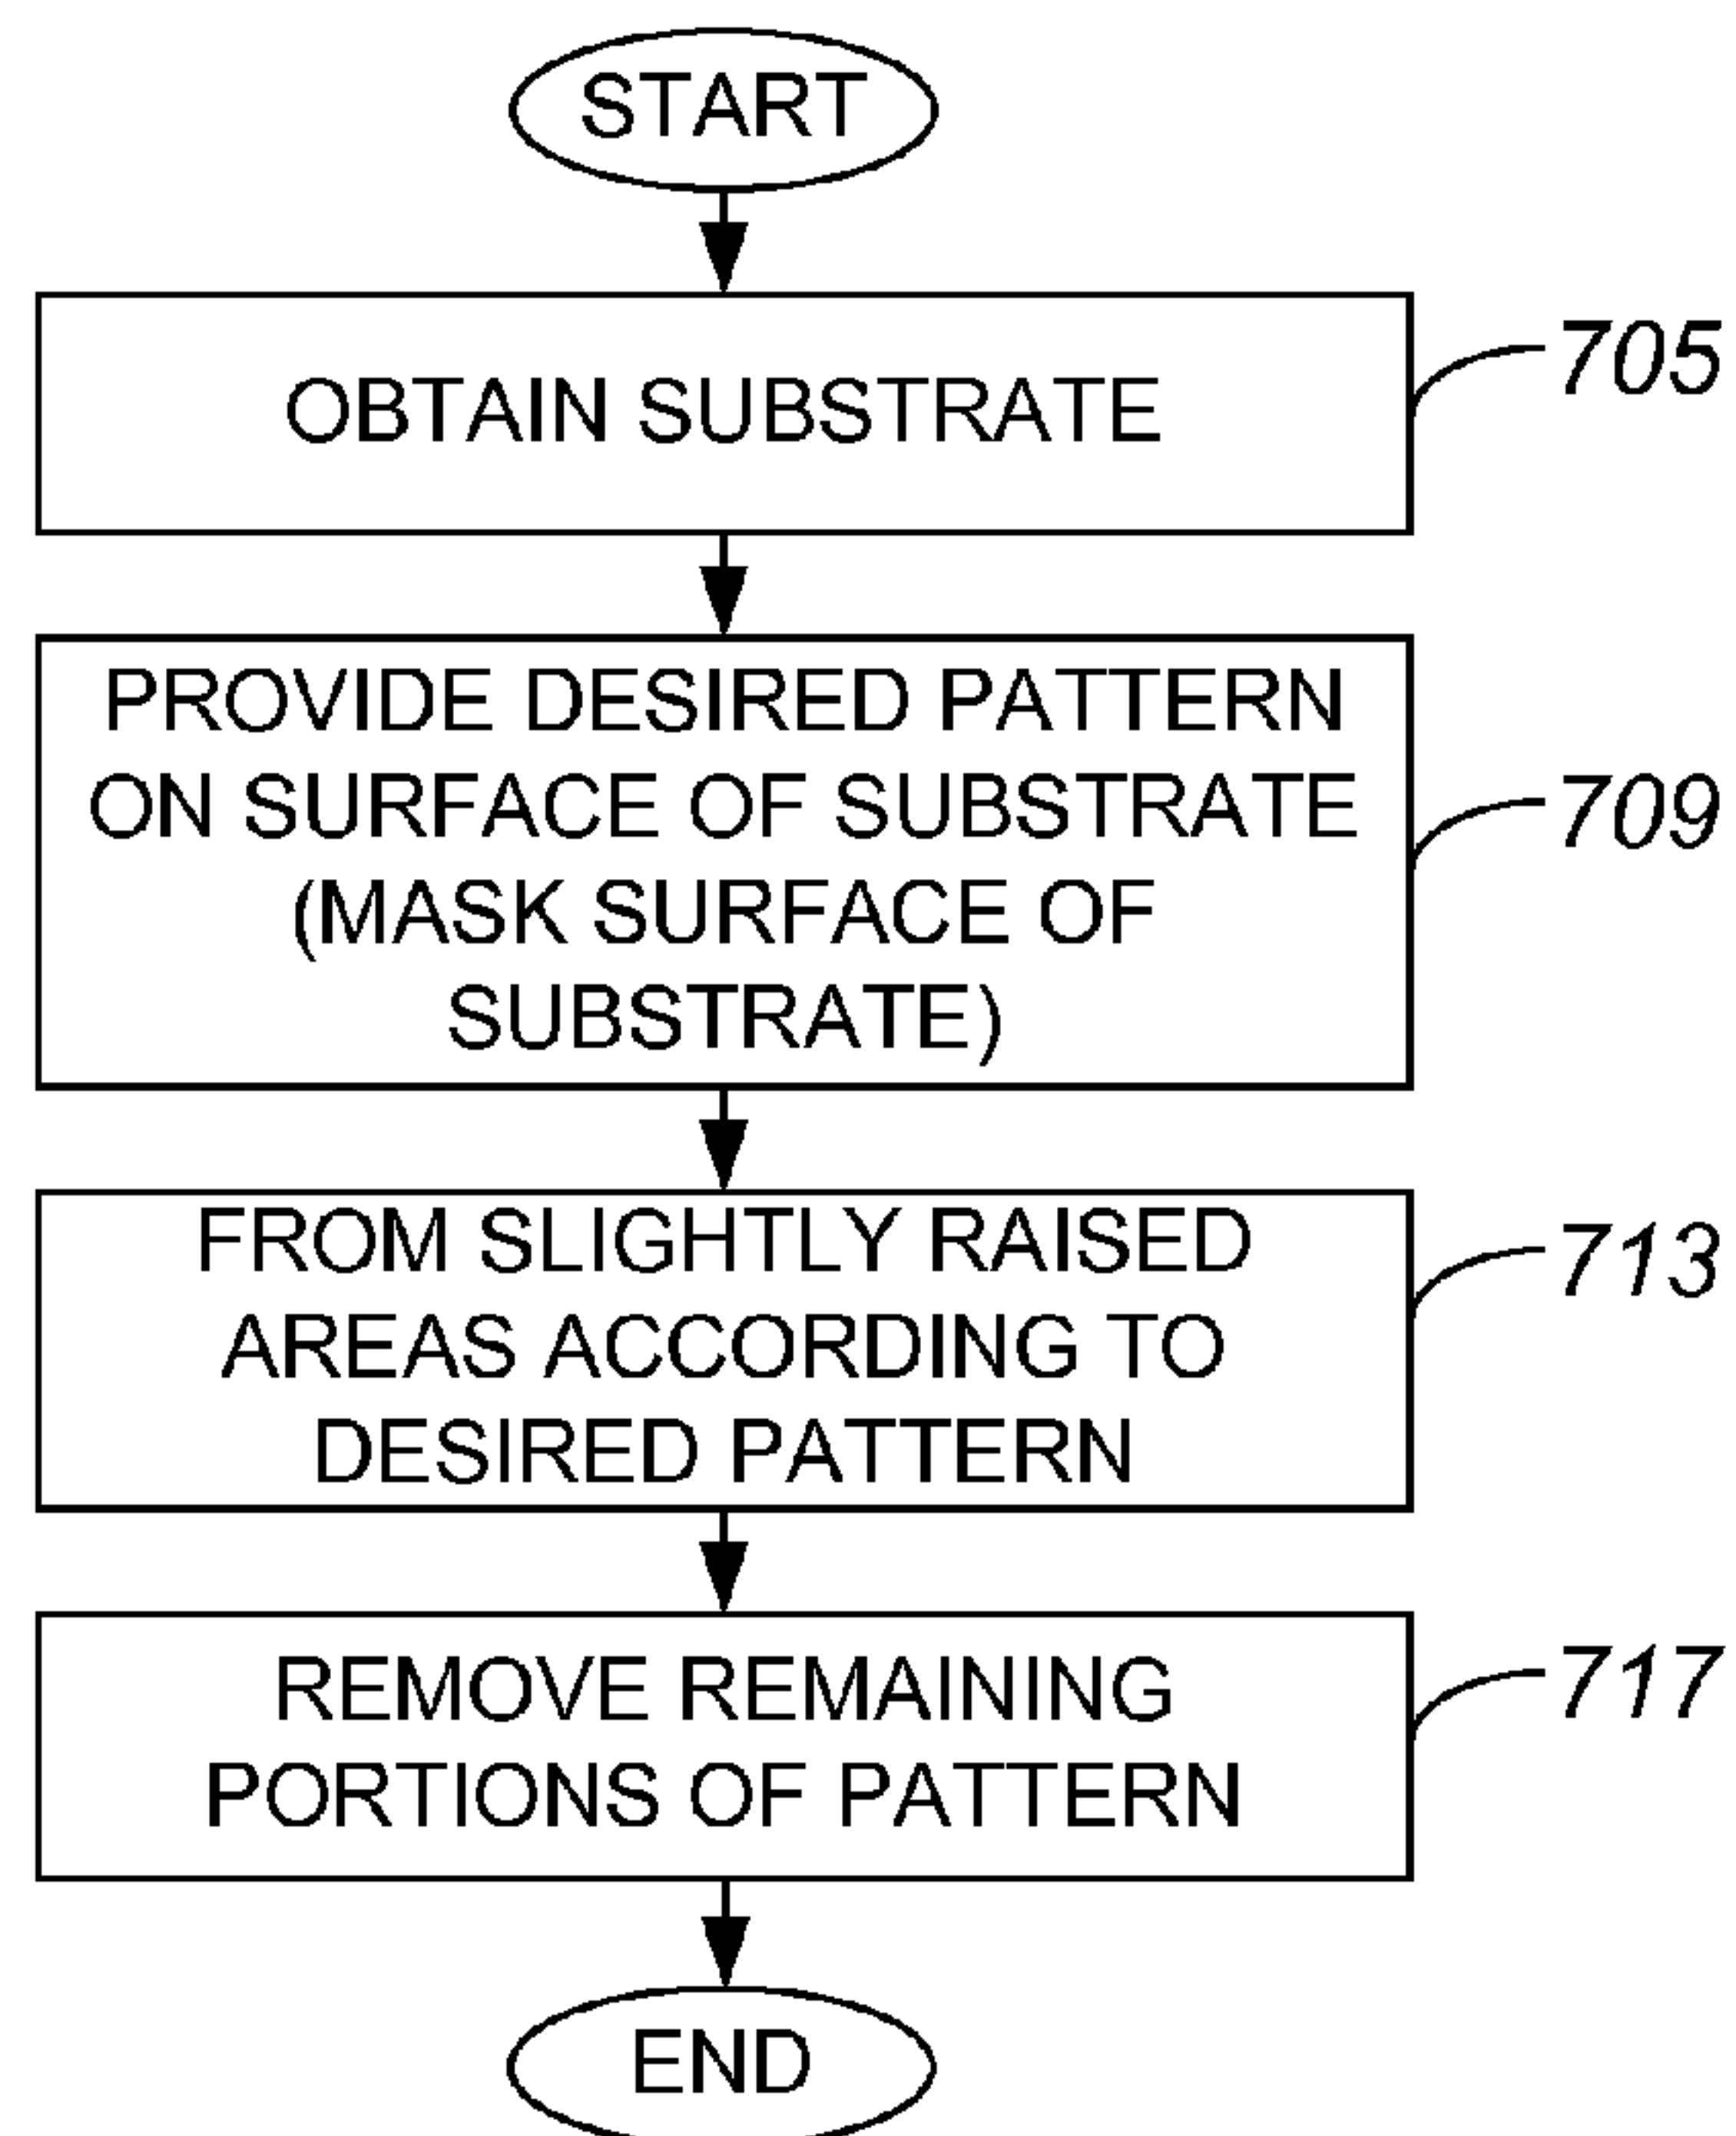 START
OBTAIN SUBSTRATE
705
PROVIDE DESIRED PATTERN
ON SURFACE OF SUBSTRATE
(MASK SURFACE OF
SUBSTRATE)
709
FROM SLIGHTLY RAISED
AREAS ACCORDING TO
DESIRED PATTERN
713
REMOVE REMAINING
PORTIONS OF PATTERN
717
END